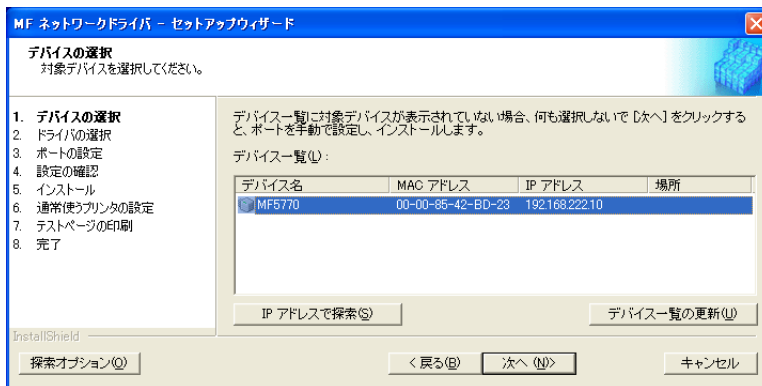 MF ネットワークドライバ - セットアップウィザード
デバイスの選択
対象デバイスを選択してください。
1. デバイスの選択
2. ドライバの選択
3. ポートの設定
4. 設定の確認
5. インストール
6. 通常使うプリンタの設定
7. テストページの印刷
8. 完了
デバイス一覧に対象デバイスが表示されていない場合、何も選択しないで [次へ] をクリックする
と、ポートを手動で設定し、インストールします。
デバイス一覧(L):
デバイス名 MAC アドレス IP アドレス 場所
MF5770 00-00-85-42-BD-23 192.168.222.10
IP アドレスで探索(S) デバイス一覧の更新(U)
InstallShield
探索オプション(O) < 戻る(B) 次へ (N)> キャンセル